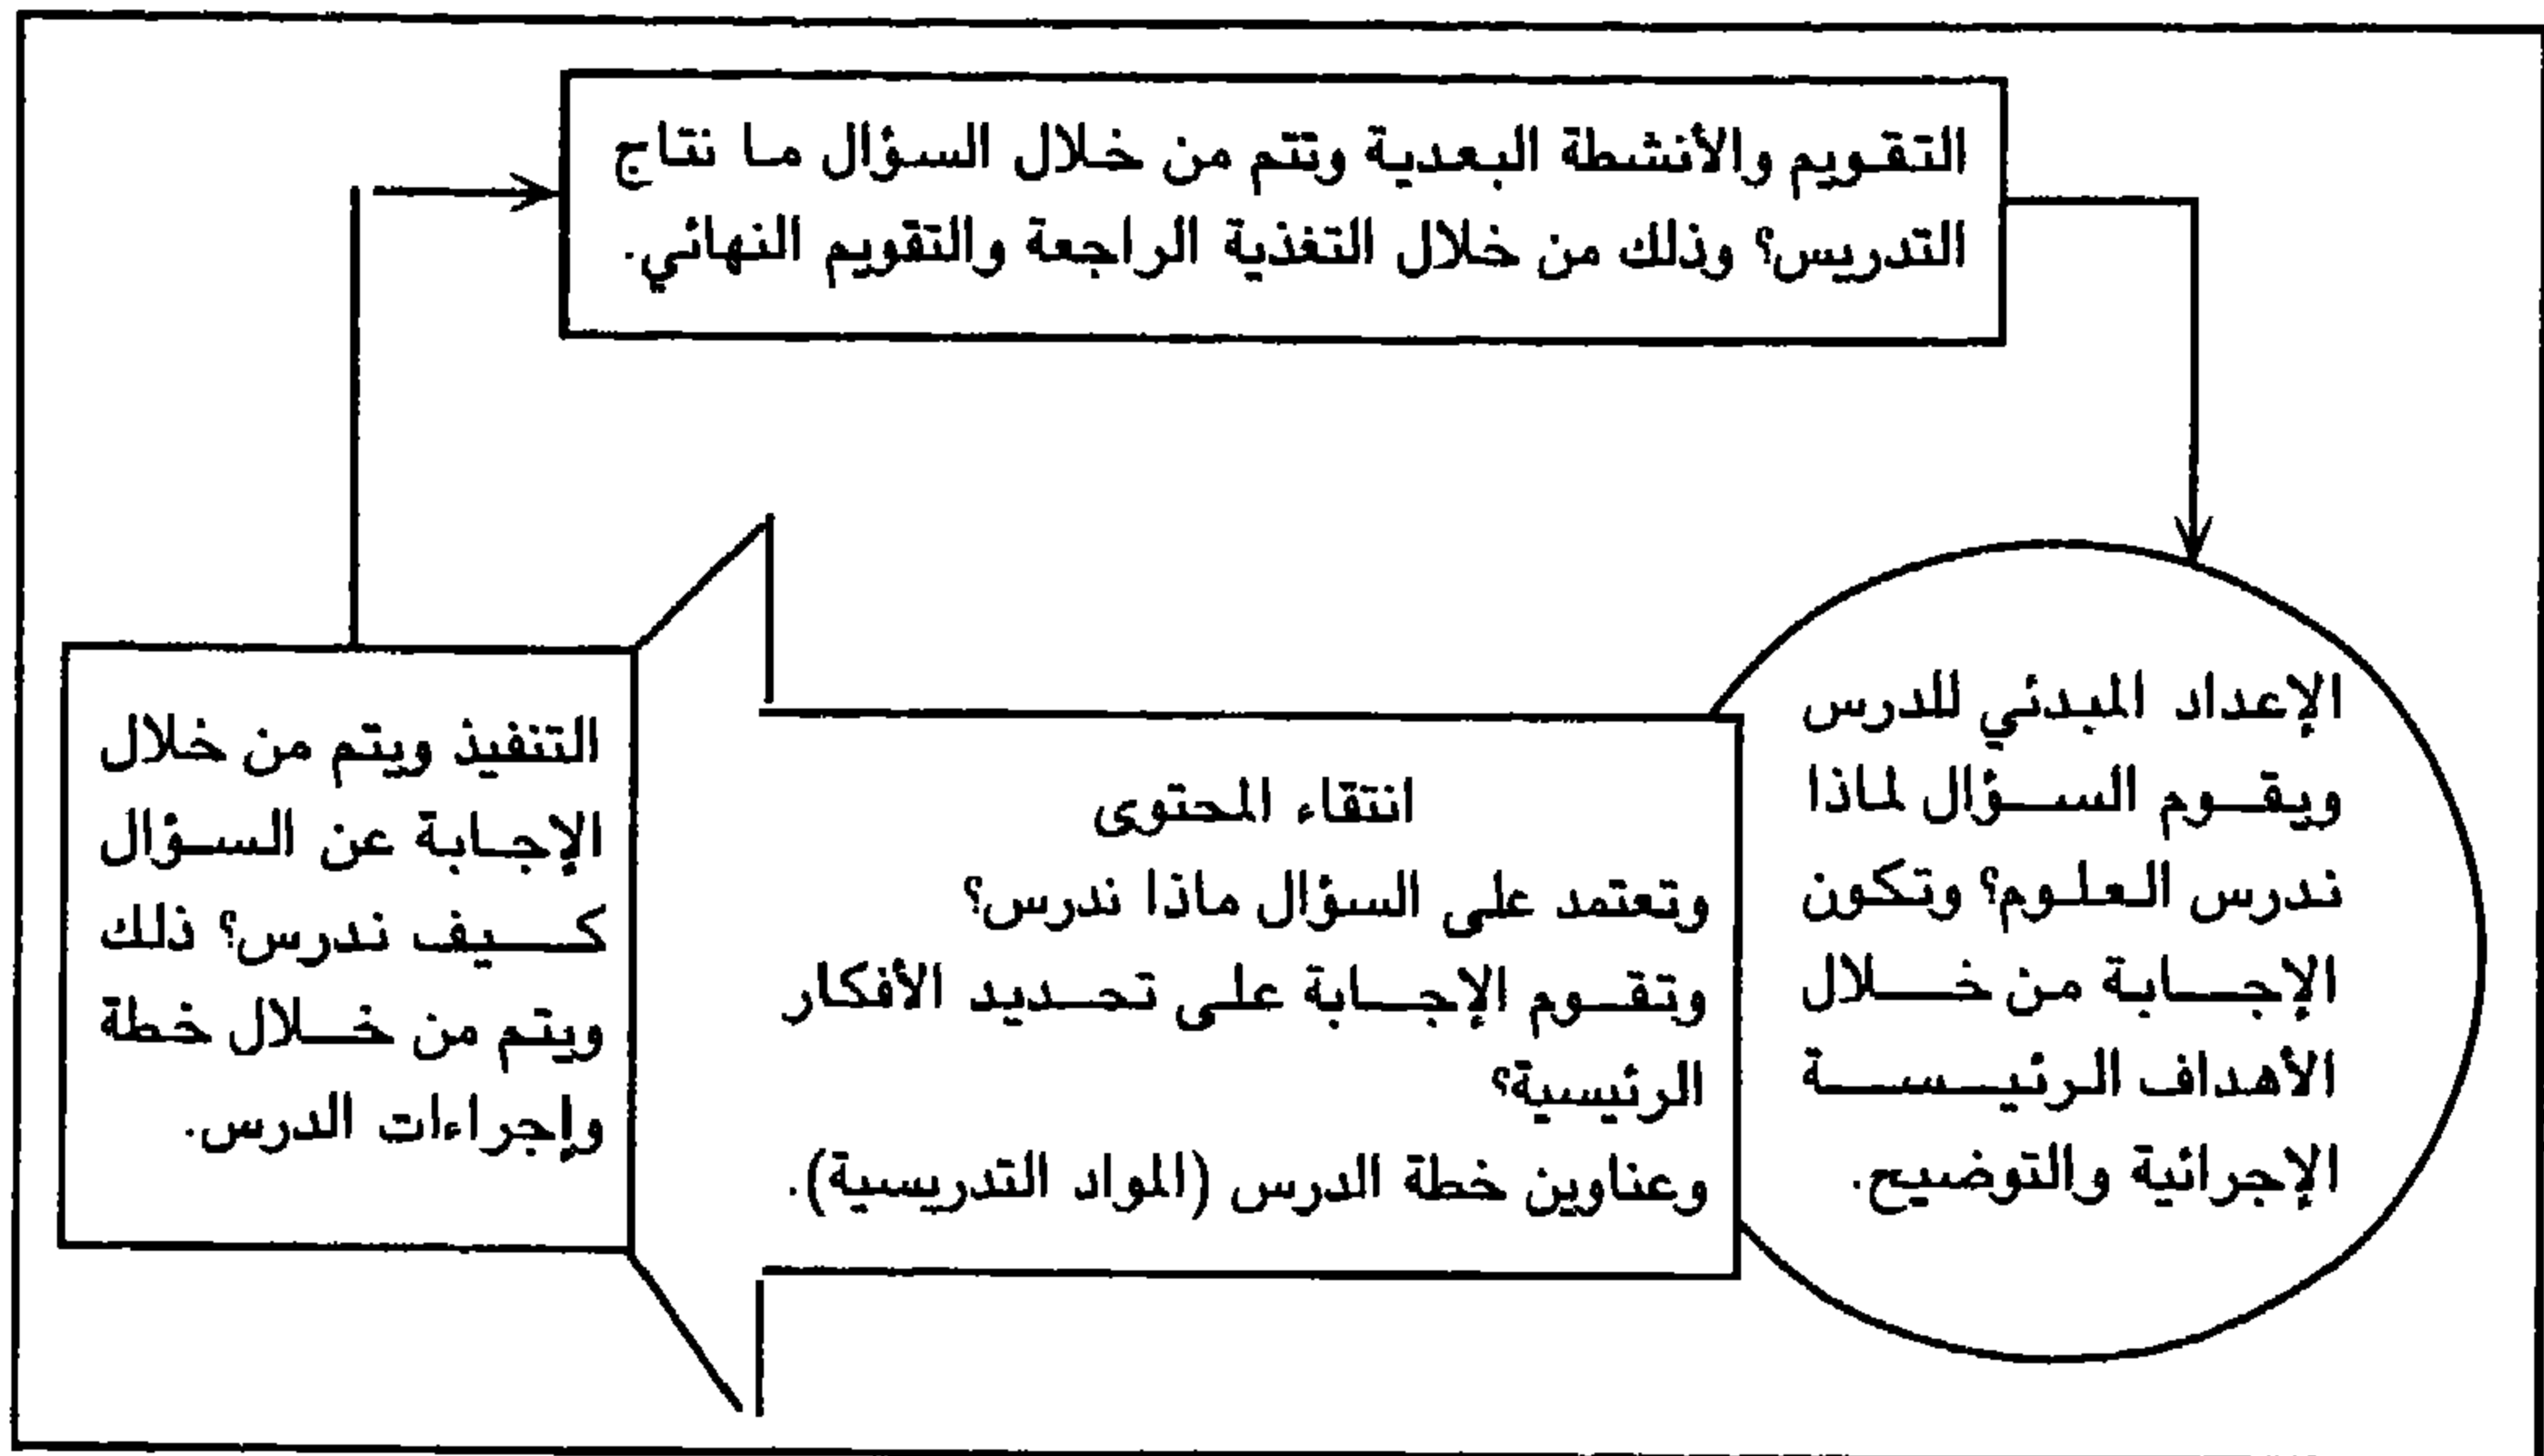 التقويم والأنشطة البعدية وتتم من خلال السؤال ما نتاج
التدريس؟ وذلك من خلال التغذية الراجعة والتقويم النهائي.
الإعداد المبدئي للدرس
ويقوم السؤال لماذا
ندرس العلوم؟ وتكون
الإجابة من خلال
الأهداف الرئيسة
الإجرائية والتوضيح.
انتقاء المحتوى
وتعتمد على السؤال ماذا ندرس؟
وتقوم الإجابة على تحديد الأفكار
الرئيسية؟
وعناوين خطة الدرس (المواد التدريسية).
التنفيذ ويتم من خلال
الإجابة عن السؤال
كيف ندرس؟ ذلك
ويتم من خلال خطة
وإجراءات الدرس.